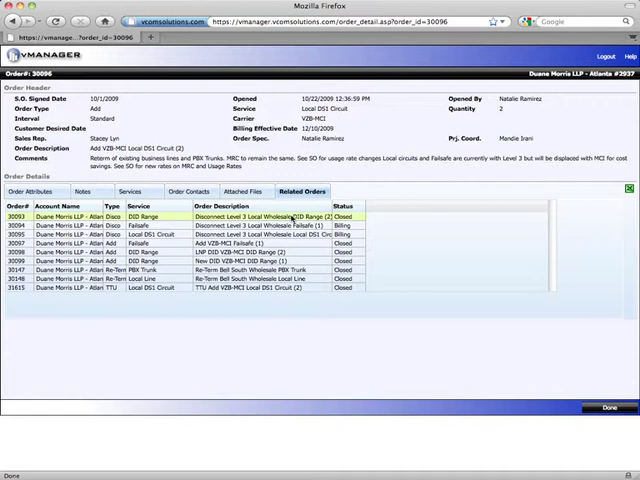 Mozilla Firefox
vcomsolutions.com https://vmanager.vcomsolutions.com/order_detail.asp?order_id=30096 Google
https://vmanage...?order_id=30096 +
VMANAGER Logout Help
Order#: 30096 Duane Morris LLP - Atlanta #2937
Order Header
S.O. Signed Date 10/1/2009 Opened 10/22/2009 12:36:59 PM Opened By Natalie Ramirez
Order Type Add Service Local DS1 Circuit Quantity 2
Interval Standard Carrier VZB-MCI
Customer Desired Date Billing Effective Date 12/10/2009
Sales Rep. Stacey Lyn Order Spec. Natalie Ramirez Prj. Coord. Mandie Irani
Order Description Add VZB-MCI Local DS1 Circuit (2)
Comments Reterm of existing business lines and PBX Trunks. MRC to remain the same. See SO for usage rate changes Local circuits and Failsafe are currently with Level 3 but will be displaced with MCI for cost
savings. See SO for new rates on MRC and Usage Rates
Order Details
Order Attributes Notes Services Order Contacts Attached Files Related Orders
Order# Account Name Type Service Order Description Status
30093 Duane Morris LLP - Atlan Disco DID Range Disconnect Level 3 Local Wholesale DID Range (2) Closed
30094 Duane Morris LLP - Atlan Disco Failsafe Disconnect Level 3 Local Wholesale Failsafe (1) Billing
30095 Duane Morris LLP - Atlan Disco Local DS1 Circuit Disconnect Level 3 Local Wholesale Local DS1 Circ Billing
30097 Duane Morris LLP - Atlan Add Failsafe Add VZB-MCI Failsafe (1) Closed
30098 Duane Morris LLP - Atlan Add DID Range LNP VZB-MCI DID Range (2) Closed
30099 Duane Morris LLP - Atlan Add DID Range New DID VZB-MCI DID Range (1) Closed
30147 Duane Morris LLP - Atlan Re-Tern PBX Trunk Re-Term Bell South Wholesale PBX Trunk Closed
30148 Duane Morris LLP - Atlan Re-Tern Local Line Re-Term Bell South Wholesale Local Line Closed
31615 Duane Morris LLP - Atlan TTU Local DS1 Circuit TTU Add VZB-MCI Local DS1 Circuit (2) Closed
Done
Done